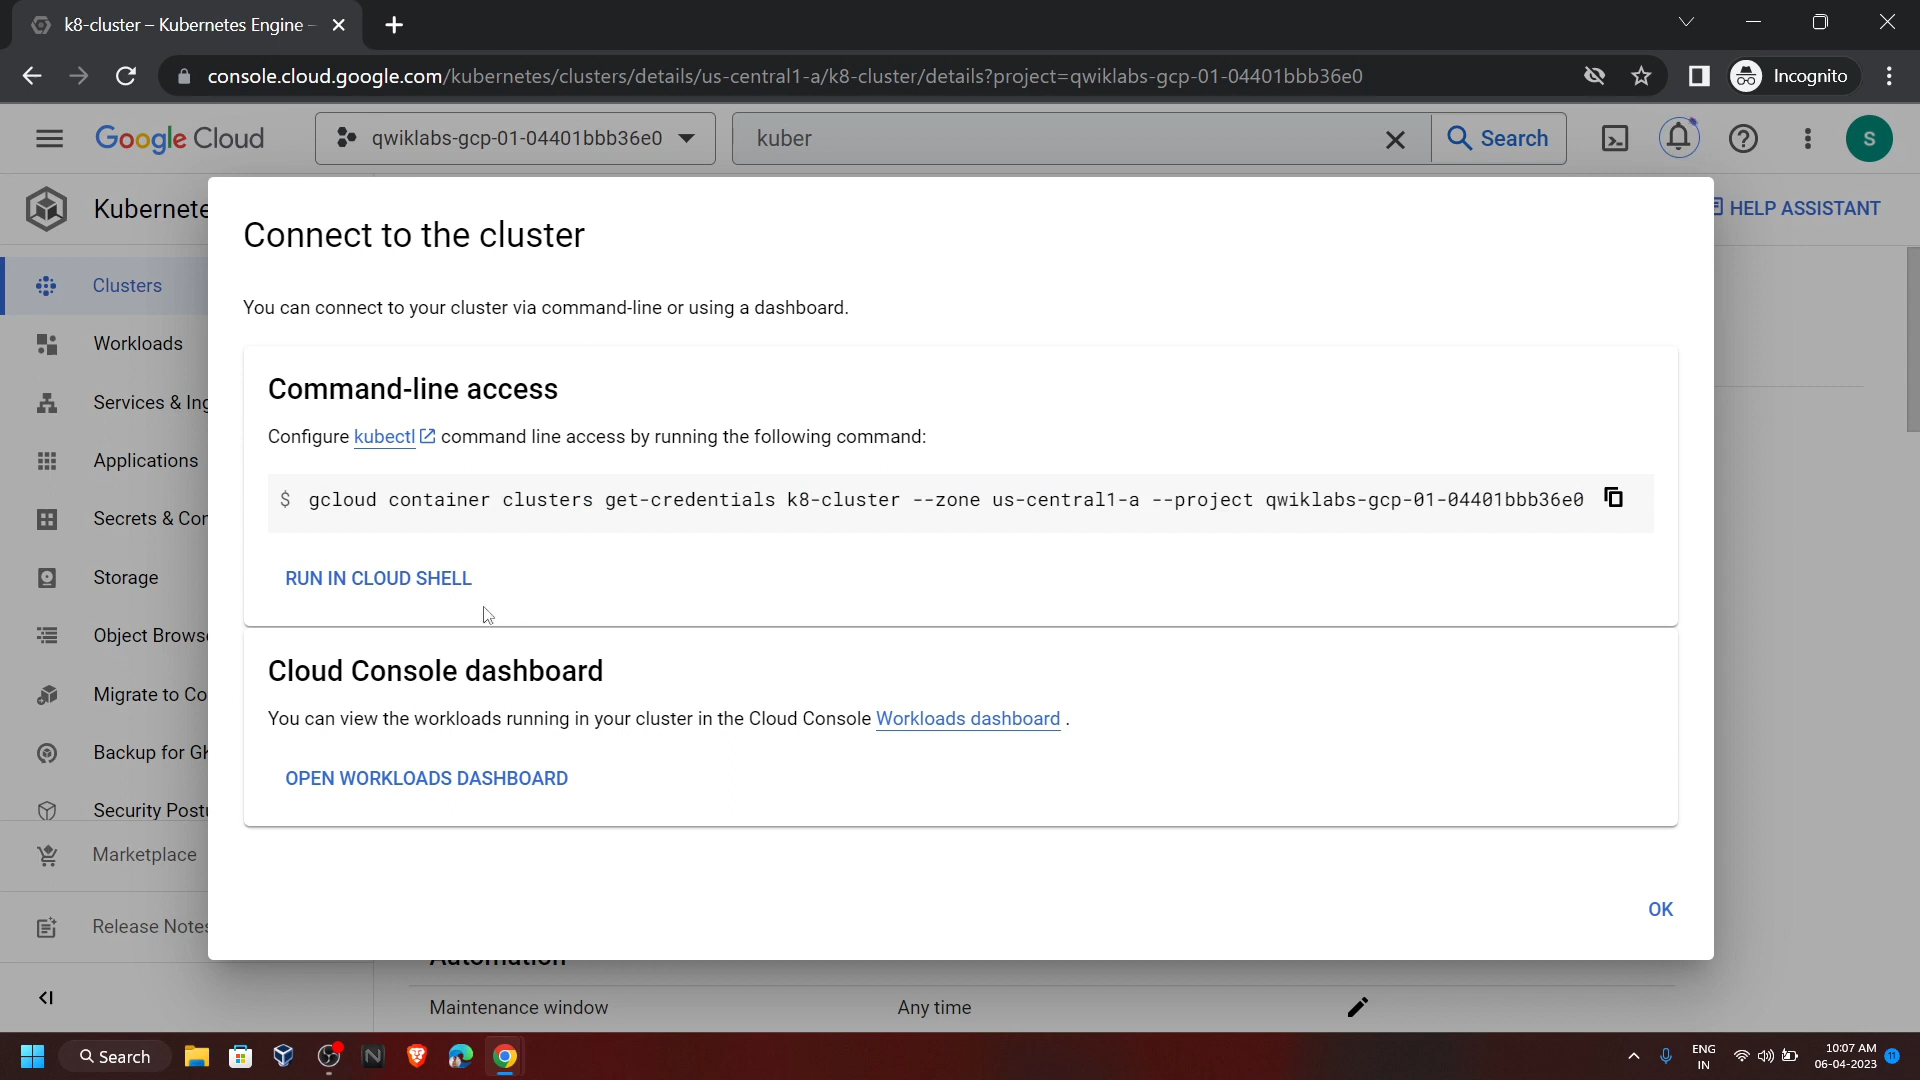 k8-cluster – Kubernetes Engine –
console.cloud.google.com/kubernetes/clusters/details/us-central1-a/k8-cluster/details?project=qwiklabs-gcp-01-04401bbb36e0
Incognito
Google Cloud
qwiklabs-gcp-01-04401bbb36e0
kuber
Search
S
Kubernete
HELP ASSISTANT
Connect to the cluster
You can connect to your cluster via command-line or using a dashboard.
Clusters
Workloads
Services & Ing
Applications
Secrets & Con
Storage
Object Browse
Migrate to Co
Backup for GK
Security Postu
Marketplace
Release Notes
Command-line access
Configure kubectl command line access by running the following command:
$ gcloud container clusters get-credentials k8-cluster --zone us-central1-a --project qwiklabs-gcp-01-04401bbb36e0
RUN IN CLOUD SHELL
Cloud Console dashboard
You can view the workloads running in your cluster in the Cloud Console Workloads dashboard .
OPEN WORKLOADS DASHBOARD
OK
Automation
Maintenance window
Any time
Search
ENG
IN
10:07 AM
06-04-2023
11